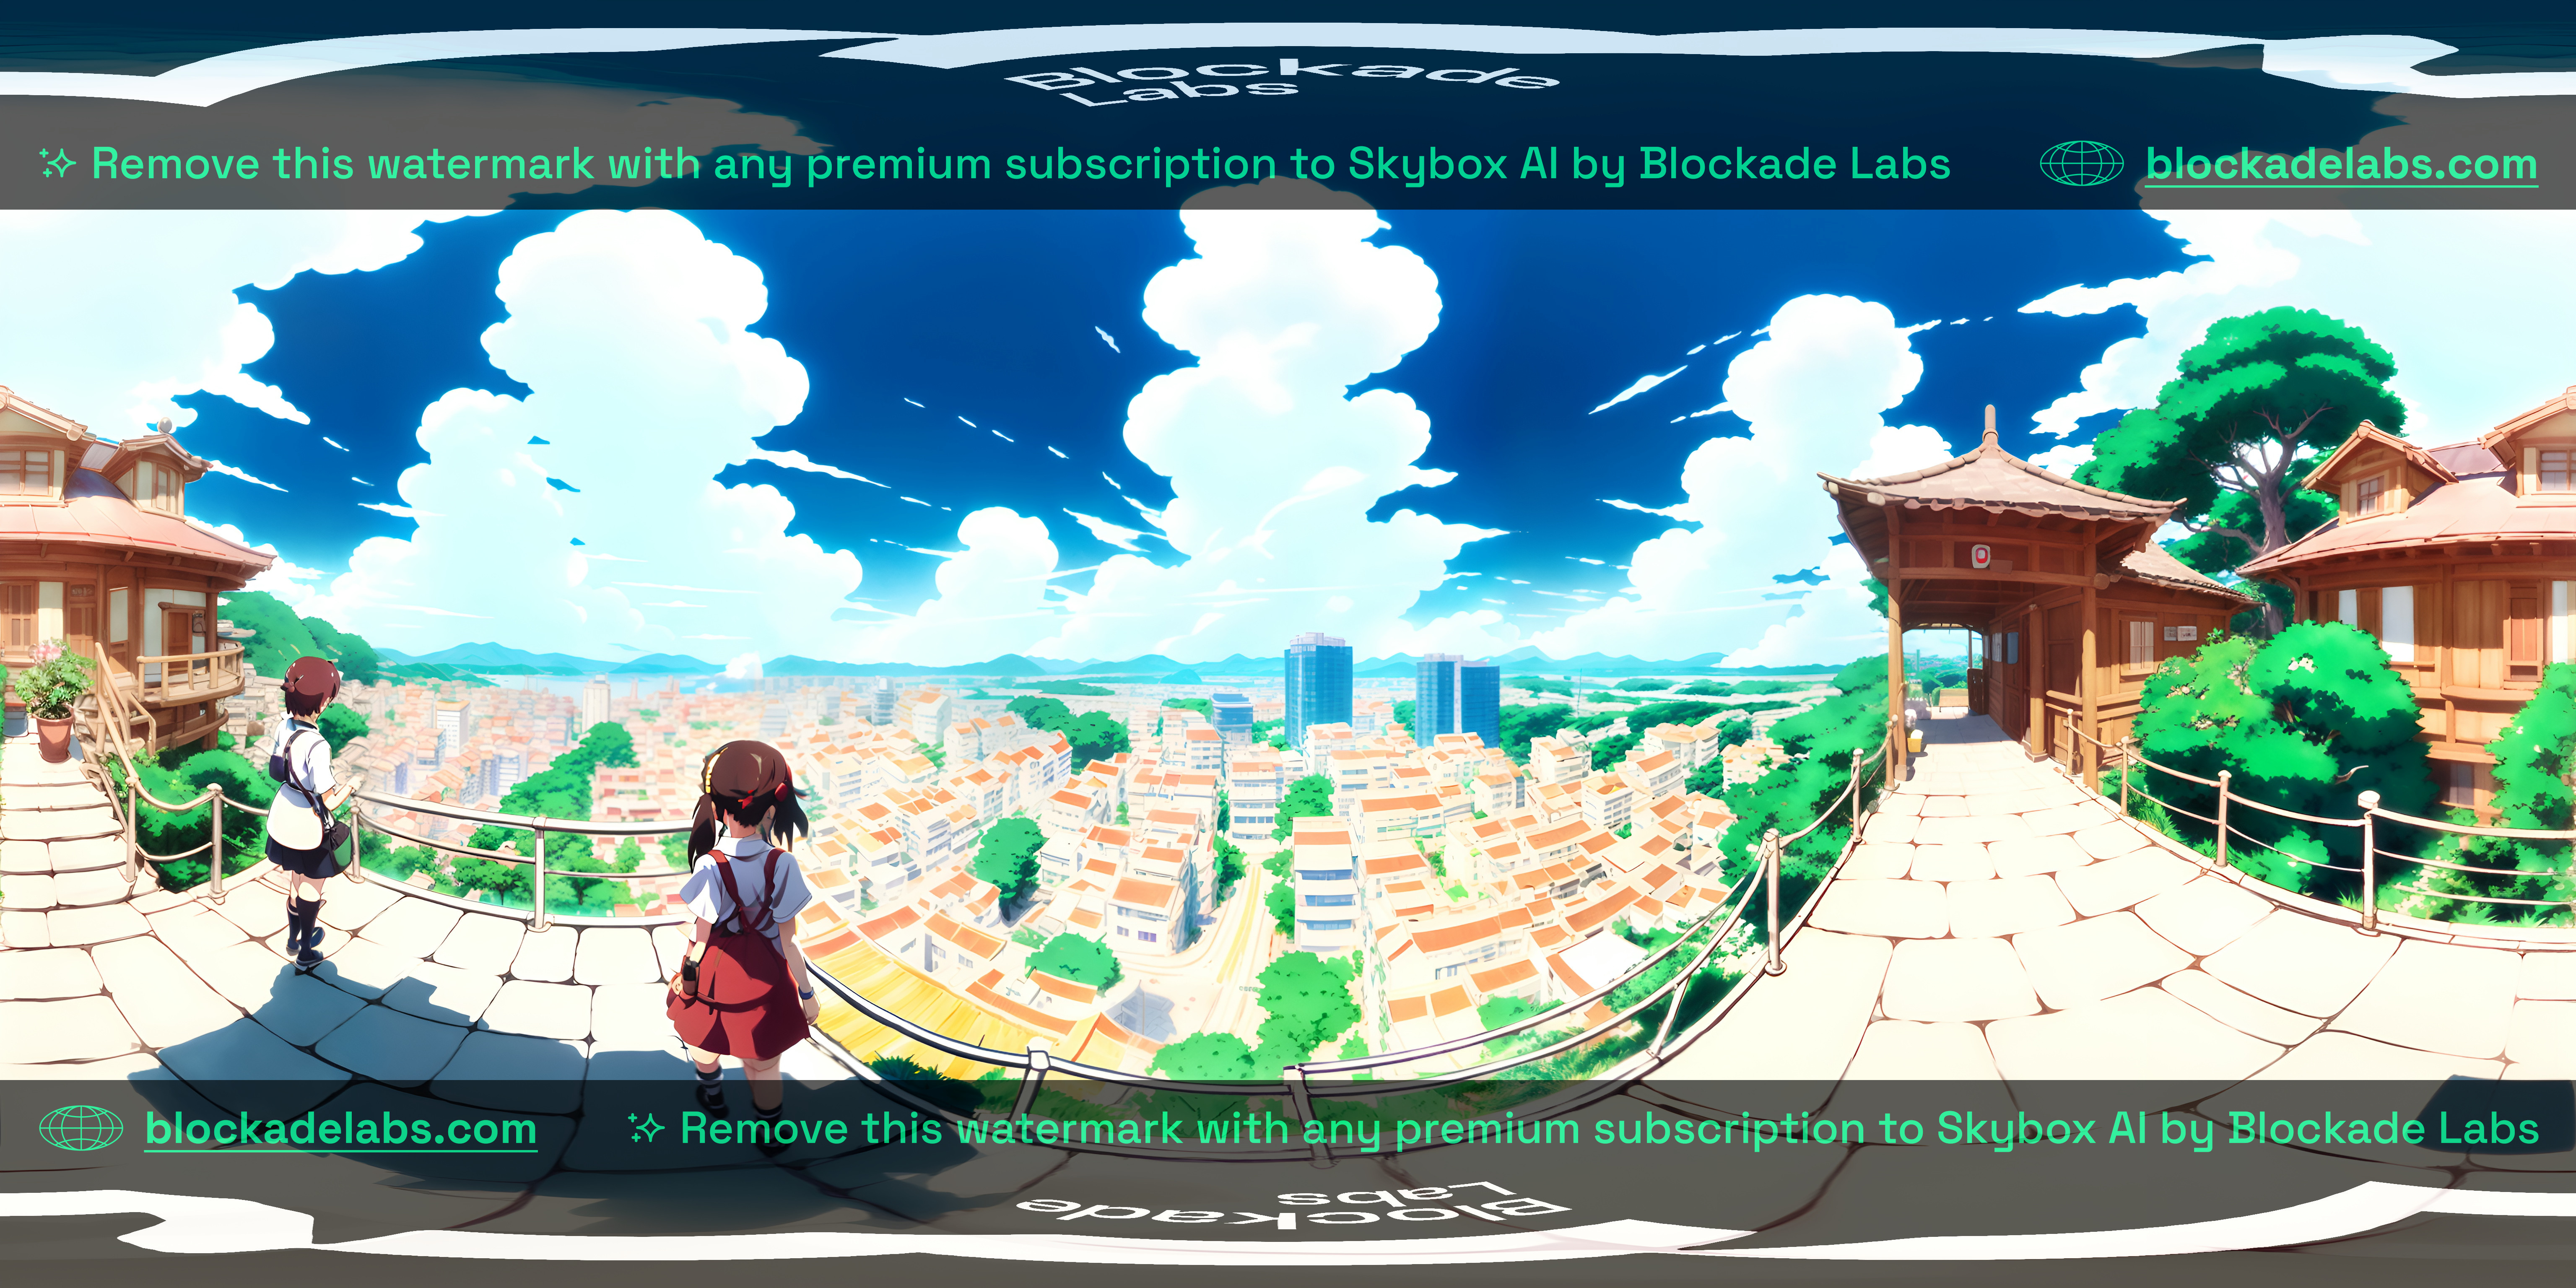 Blockade
Labs
Remove this watermark with any premium subscription to Skybox AI by Blockade Labs
blockadelabs.com
blockadelabs.com
Remove this watermark with any premium subscription to Skybox AI by Blockade Labs
Labs
Blockade